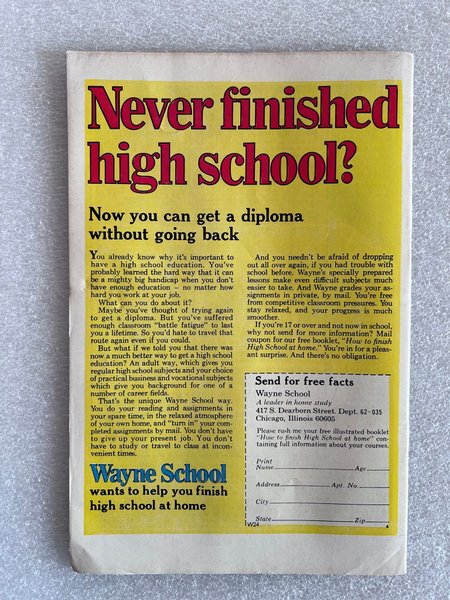 Never finished
high school?
Now you can get a diploma
without going back
You already know why it's important to
have a high school education. You've
probably learned the hard way that it can
be a mighty big handicap when you don't
have enough education – no matter how
hard you work at your job.
What can you do about it?
Maybe you've thought of trying again
to get a diploma. But you've suffered
enough classroom "battle fatigue" to last
you a lifetime. So you'd hate to travel that
route again even if you could.
But what if we told you that there was
now a much better way to get a high school
education? An adult way, which gives you
regular high school subjects and your choice
of practical business and vocational subjects
which give you background for one of a
number of career fields.
That's the unique Wayne School way.
You do your reading and assignments in
your spare time, in the relaxed atmosphere
of your own home, and "turn in" your com-
pleted assignments by mail. You don't have
to give up your present job. You don't
have to study or travel to class at incon-
venient times.
Wayne School
wants to help you finish
high school at home
And you needn't be afraid of dropping
out all over again, if you had trouble with
school before. Wayne's specially prepared
lessons make even difficult subjects much
easier to take. And Wayne grades your as-
signments in private, by mail. You're free
from competitive classroom pressures. You
stay relaxed, and your progress is much
smoother.
If you're 17 or over and not now in school,
why not send for more information? Mail
coupon for our free booklet, "How to finish
High School at home." You're in for a pleas-
ant surprise. And there's no obligation.
Send for free facts
Wayne School
A leader in home study
417 S. Dearborn Street, Dept. 62-035
Chicago, Illinois 60605
Please rush me your free illustrated booklet
"How to finish High School at home" con-
taining full information about your courses.
Print
Name Age
Address Apt. No.
City
State Zip
W24 4